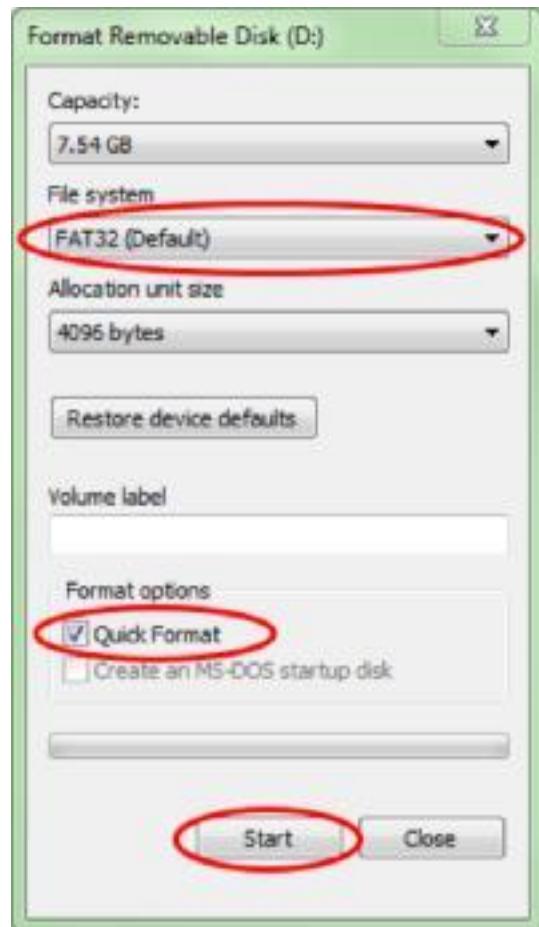 Format Removable Disk (D:)
Capacity:
7.54 GB
File system
FAT32 (Default)
Allocation unit size
4096 bytes
Restore device defaults
Volume label
Format options
Quick Format
Create an MS-DOS startup disk
Start Close